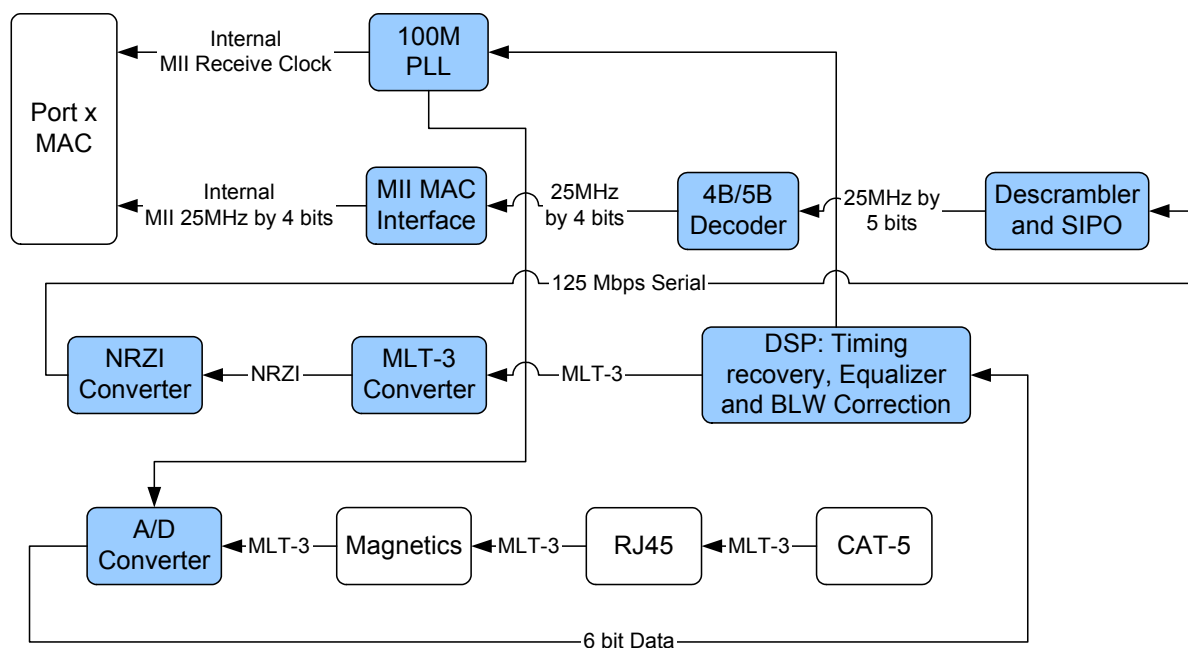 Internal
MII Receive Clock
100M
PLL
Port x
MAC
Internal
MII 25MHz by 4 bits
MII MAC
Interface
25MHz
by 4 bits
4B/5B
Decoder
25MHz by
5 bits
Descrambler
and SIPO
125 Mbps Serial
NRZI
Converter
NRZI
MLT-3
Converter
MLT-3
DSP: Timing
recovery, Equalizer
and BLW Correction
A/D
Converter
MLT-3
Magnetics
MLT-3
RJ45
MLT-3
CAT-5
6 bit Data